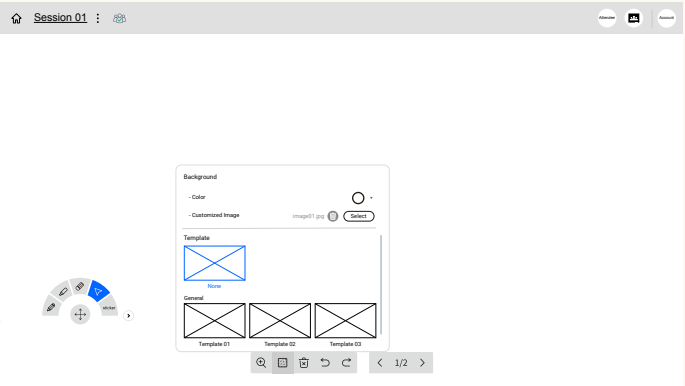 Session 01
Attendee
Account
Background
- Color
- Customized Image
image01.jpg
Select
Template
None
General
Template 01
Template 02
Template 03
sticker
1/2